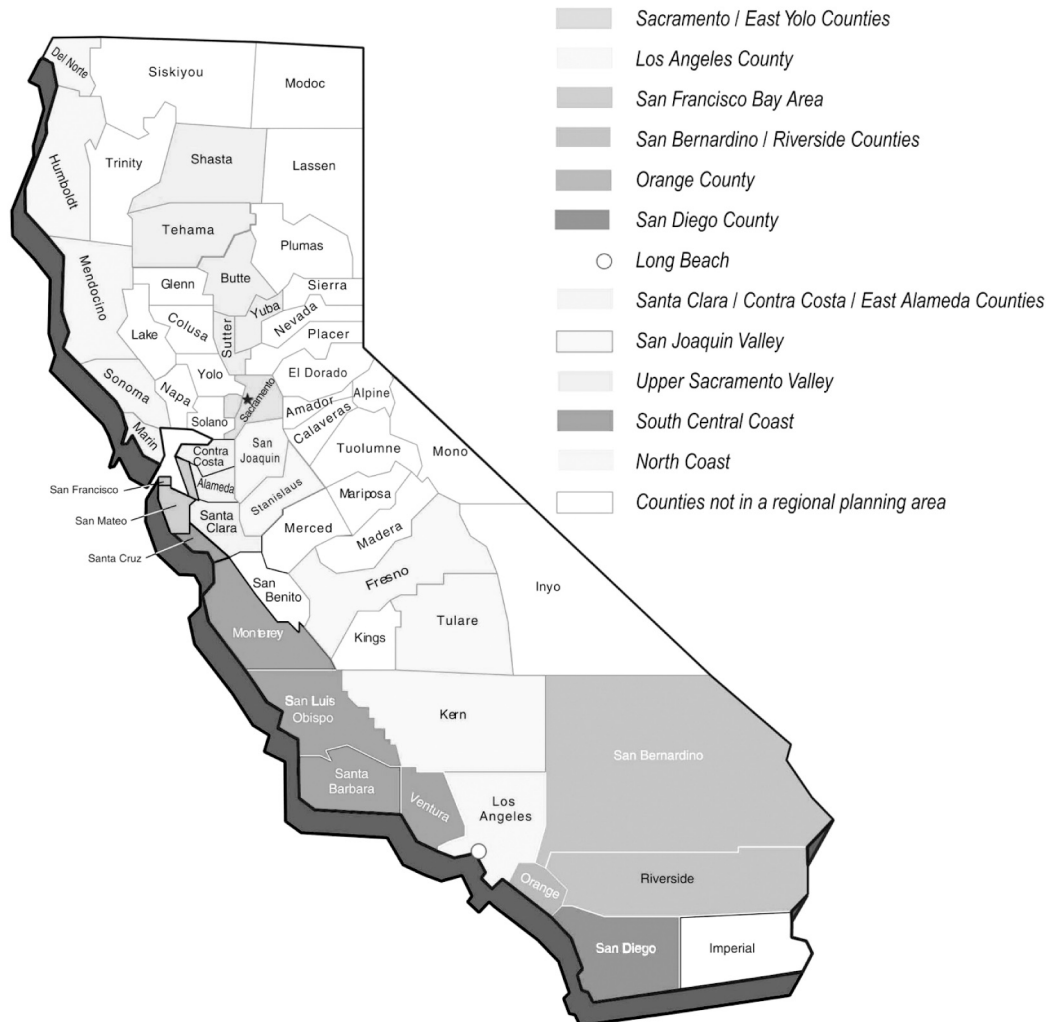 Sacramento / East Yolo Counties
Los Angeles County
San Francisco Bay Area
San Bernardino / Riverside Counties
Orange County
San Diego County
Long Beach
Santa Clara / Contra Costa / East Alameda Counties
San Joaquin Valley
Upper Sacramento Valley
South Central Coast
North Coast
Counties not in a regional planning area
Del Norte
Siskiyou
Modoc
Humboldt
Trinity
Shasta
Lassen
Tehama
Plumas
Mendocino
Glenn
Butte
Sierra
Lake
Colusa
Sutter
Yuba
Nevada
Placer
Sonoma
Napa
Yolo
Sacramento
El Dorado
Alpine
Amador
Solano
Calaveras
Marin
Contra
Costa
San
Joaquin
Tuolumne
Mono
San Francisco
Alameda
Stanislaus
Mariposa
San Mateo
Santa
Clara
Merced
Madera
Santa Cruz
San
Benito
Fresno
Inyo
Monterey
Kings
Tulare
San Luis
Obispo
Kern
San Bernardino
Santa
Barbara
Ventura
Los
Angeles
Orange
Riverside
San Diego
Imperial